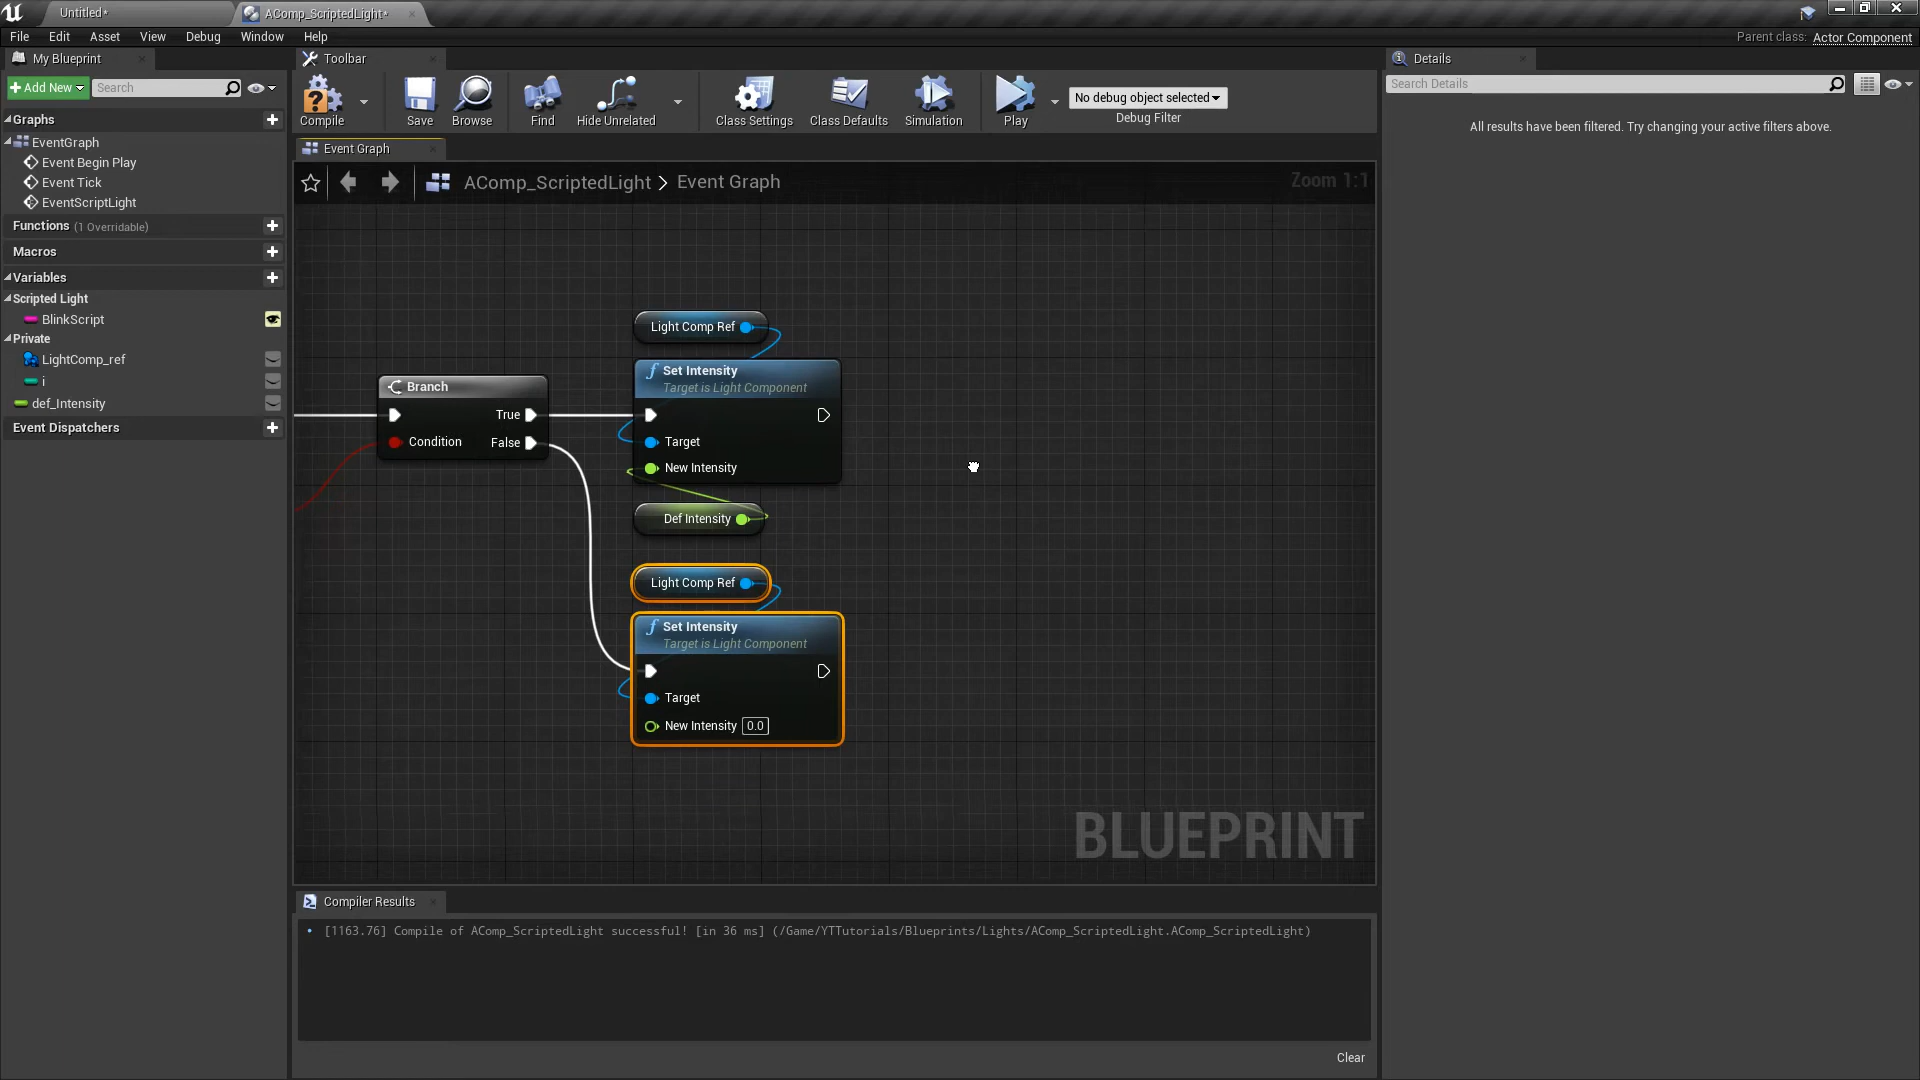 Untitled*
AComp_ScriptedLight*
File Edit Asset View Debug Window Help
Parent class: Actor Component
My Blueprint
Toolbar
Details
Add New
Search
Compile
Save
Browse
Find
Hide Unrelated
Class Settings
Class Defaults
Simulation
Play
No debug object selected
Debug Filter
Search Details
All results have been filtered. Try changing your active filters above.
Graphs
EventGraph
Event Begin Play
Event Tick
EventScriptLight
Functions (1 Overridable)
Macros
Variables
Scripted Light
BlinkScript
Private
LightComp_ref
i
def_Intensity
Event Dispatchers
Event Graph
AComp_ScriptedLight > Event Graph
Zoom 1:1
Light Comp Ref
Set Intensity
Target is Light Component
Branch
True
Condition
False
Target
New Intensity
Def Intensity
Light Comp Ref
Set Intensity
Target is Light Component
Target
New Intensity 0.0
BLUEPRINT
Compiler Results
[1163.76] Compile of AComp_ScriptedLight successful! [in 36 ms] (/Game/YTTutorials/Blueprints/Lights/AComp_ScriptedLight.AComp_ScriptedLight)
Clear